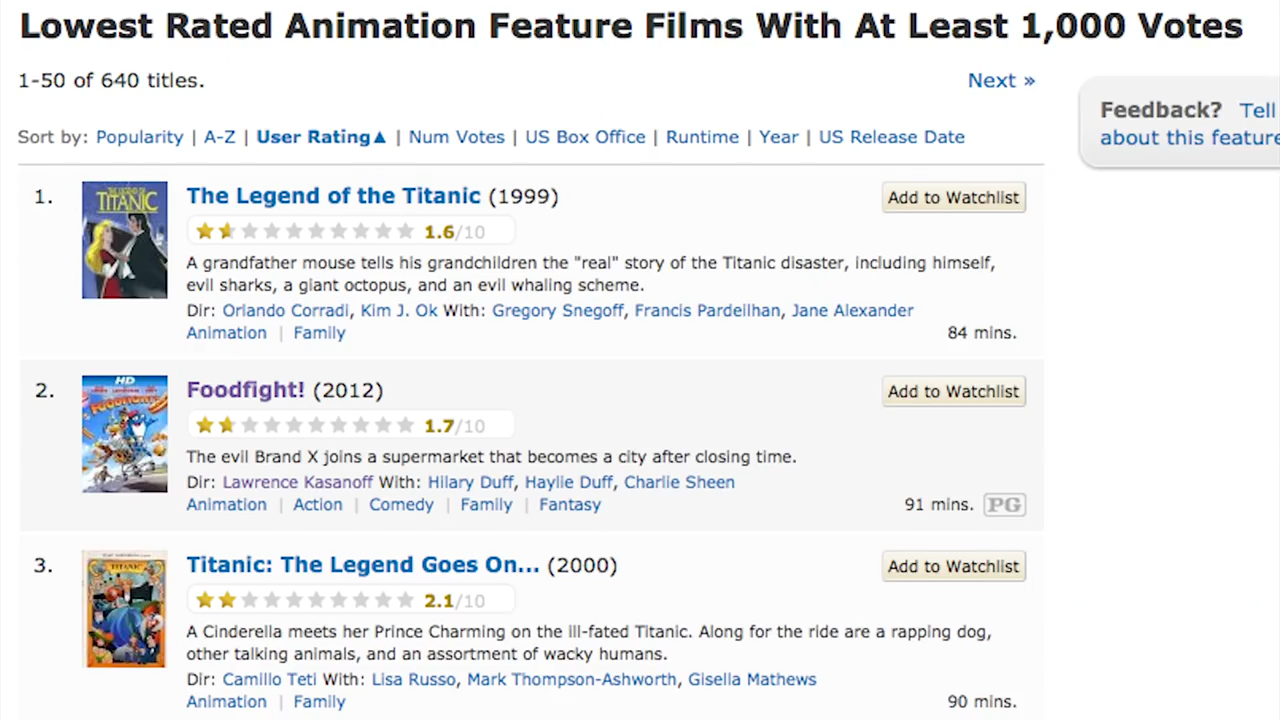 Lowest Rated Animation Feature Films With At Least 1,000 Votes
1-50 of 640 titles.
Next »
Feedback? Tell
about this feature
Sort by: Popularity | A-Z | User Rating▲ | Num Votes | US Box Office | Runtime | Year | US Release Date
1.
TITANIC
The Legend of the Titanic (1999)
Add to Watchlist
1.6/10
A grandfather mouse tells his grandchildren the "real" story of the Titanic disaster, including himself,
evil sharks, a giant octopus, and an evil whaling scheme.
Dir: Orlando Corradi, Kim J. Ok With: Gregory Snegoff, Francis Pardeilhan, Jane Alexander
Animation | Family
84 mins.
2.
HD
FOODFIGHT!
Foodfight! (2012)
Add to Watchlist
1.7/10
The evil Brand X joins a supermarket that becomes a city after closing time.
Dir: Lawrence Kasanoff With: Hilary Duff, Haylie Duff, Charlie Sheen
Animation | Action | Comedy | Family | Fantasy
91 mins. PG
3.
TITANIC
Titanic: The Legend Goes On... (2000)
Add to Watchlist
2.1/10
A Cinderella meets her Prince Charming on the ill-fated Titanic. Along for the ride are a rapping dog,
other talking animals, and an assortment of wacky humans.
Dir: Camillo Teti With: Lisa Russo, Mark Thompson-Ashworth, Gisella Mathews
Animation | Family
90 mins.